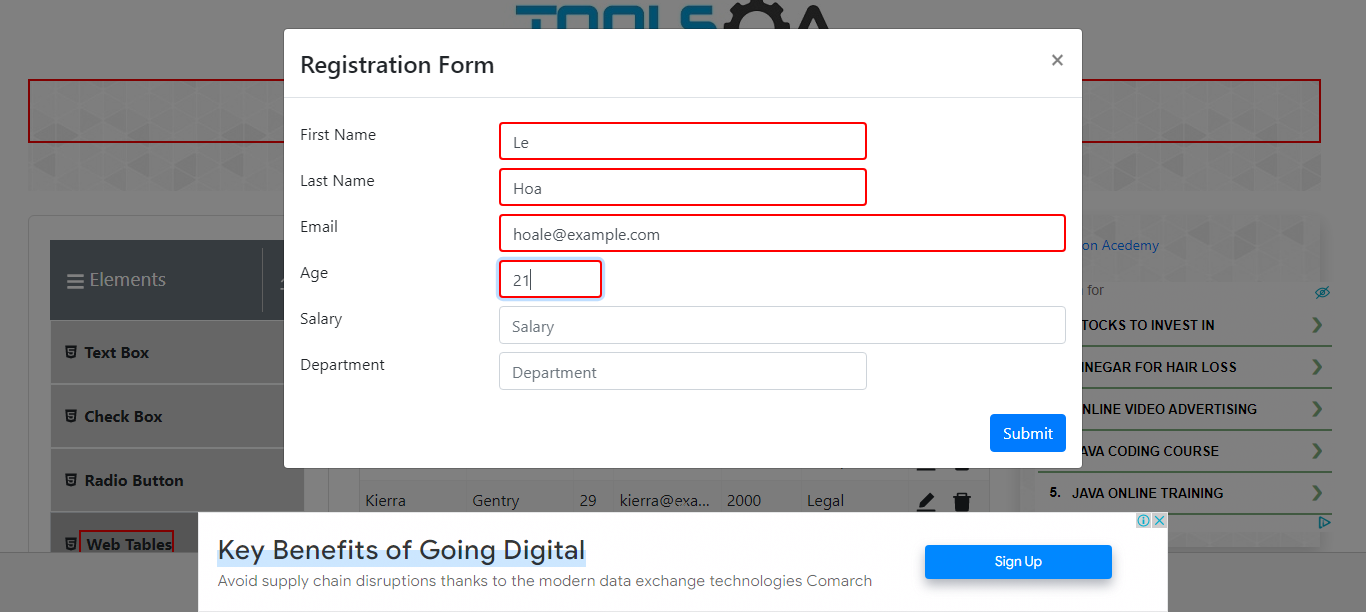 TOOLSQA
Registration Form
×
First Name
Le
Last Name
Hoa
Email
hoale@example.com
Age
21
Salary
Salary
Department
Department
Submit
Elements
Text Box
Check Box
Radio Button
Web Tables
Kierra Gentry 29 kierra@exa... 2000 Legal
on Acedemy
for
TOCKS TO INVEST IN
INEGAR FOR HAIR LOSS
NLINE VIDEO ADVERTISING
AVA CODING COURSE
5. JAVA ONLINE TRAINING
Key Benefits of Going Digital
Avoid supply chain disruptions thanks to the modern data exchange technologies Comarch
Sign Up